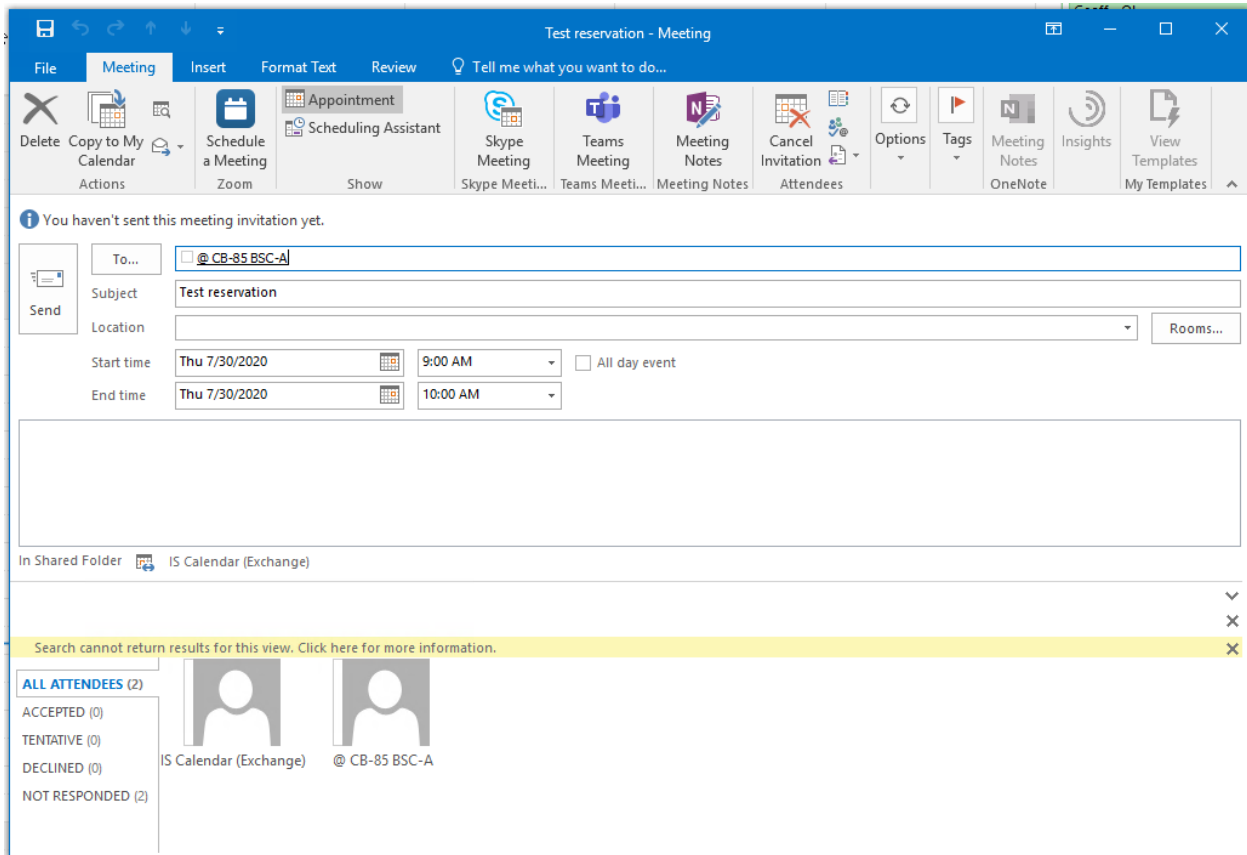 Test reservation - Meeting
File Meeting Insert Format Text Review Tell me what you want to do...
Delete
Copy to My Calendar
Actions
Schedule a Meeting
Zoom
Appointment
Scheduling Assistant
Show
Skype Meeting
Skype Meeti...
Teams Meeting
Teams Meeti...
Meeting Notes
Meeting Notes
Cancel Invitation
Attendees
Options
Tags
Meeting Notes
OneNote
Insights
View Templates
My Templates
You haven't sent this meeting invitation yet.
Send
To... @ CB-85 BSC-A
Subject Test reservation
Location Rooms...
Start time Thu 7/30/2020 9:00 AM All day event
End time Thu 7/30/2020 10:00 AM
In Shared Folder IS Calendar (Exchange)
Search cannot return results for this view. Click here for more information.
ALL ATTENDEES (2)
ACCEPTED (0)
TENTATIVE (0)
DECLINED (0)
NOT RESPONDED (2)
IS Calendar (Exchange)
@ CB-85 BSC-A